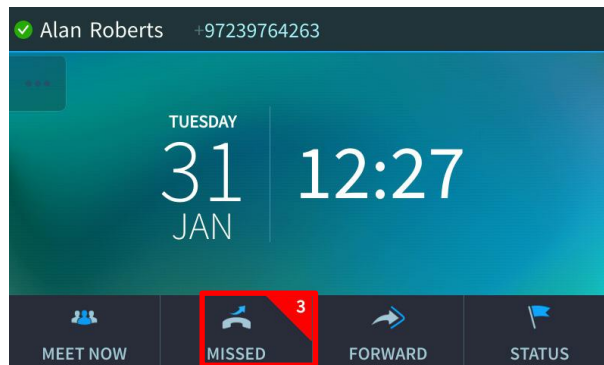 Alan Roberts +97239764263
TUESDAY
31
JAN
12:27
3
MEET NOW MISSED FORWARD STATUS